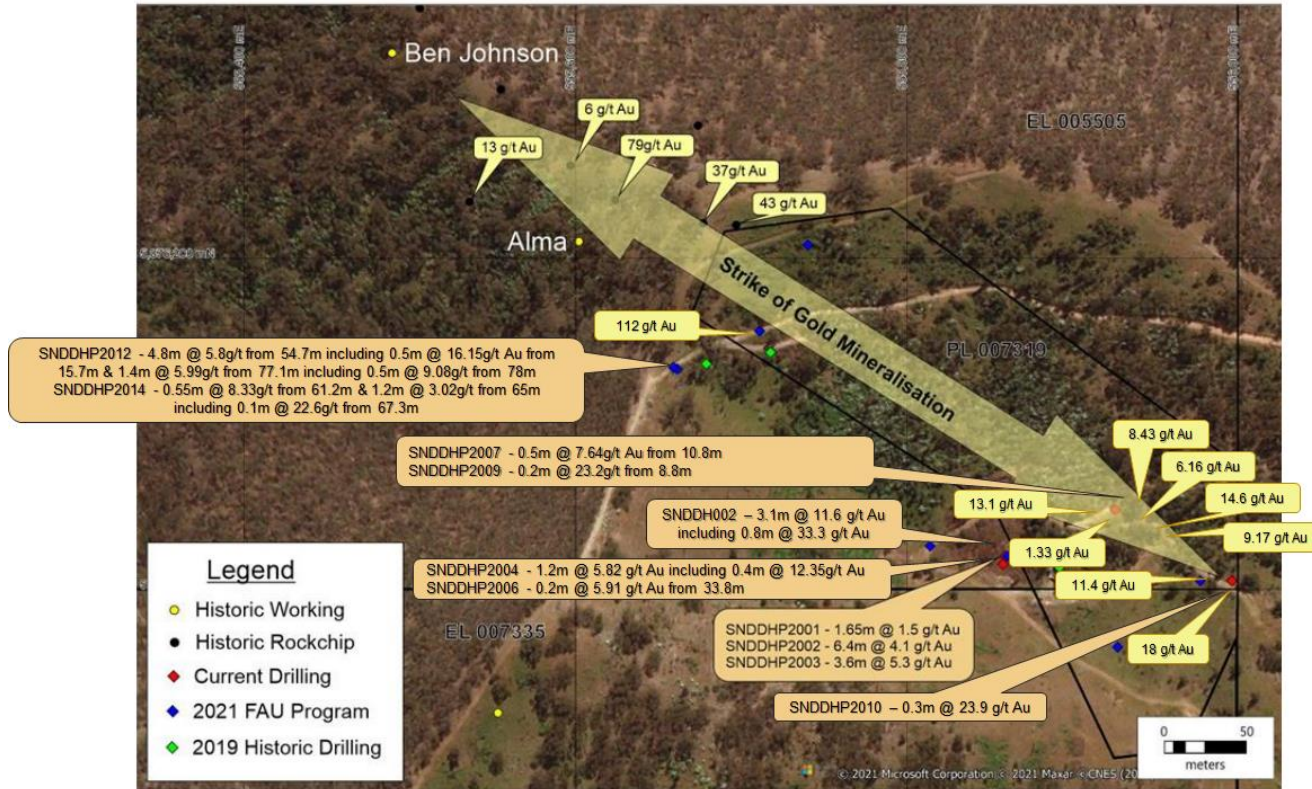 Ben Johnson
6 g/t Au
EL 005505
13 g/t Au
79g/t Au
37g/t Au
43 g/t Au
Alma
Strike of Gold Mineralisation
112 g/t Au
PL 007319
SNDDHP2012 - 4.8m @ 5.8g/t from 54.7m including 0.5m @ 16.15g/t Au from
15.7m & 1.4m @ 5.99g/t from 77.1m including 0.5m @ 9.08g/t from 78m
SNDDHP2014 - 0.55m @ 8.33g/t from 61.2m & 1.2m @ 3.02g/t from 65m
including 0.1m @ 22.6g/t from 67.3m
8.43 g/t Au
SNDDHP2007 - 0.5m @ 7.64g/t Au from 10.8m
SNDDHP2009 - 0.2m @ 23.2g/t from 8.8m
6.16 g/t Au
14.6 g/t Au
13.1 g/t Au
SNDDH002 – 3.1m @ 11.6 g/t Au
including 0.8m @ 33.3 g/t Au
9.17 g/t Au
1.33 g/t Au
SNDDHP2004 - 1.2m @ 5.82 g/t Au including 0.4m @ 12.35g/t Au
SNDDHP2006 - 0.2m @ 5.91 g/t Au from 33.8m
11.4 g/t Au
SNDDHP2001 - 1.65m @ 1.5 g/t Au
SNDDHP2002 - 6.4m @ 4.1 g/t Au
SNDDHP2003 - 3.6m @ 5.3 g/t Au
EL 007335
18 g/t Au
SNDDHP2010 – 0.3m @ 23.9 g/t Au
Legend
Historic Working
Historic Rockchip
Current Drilling
2021 FAU Program
2019 Historic Drilling
0 50
meters
© 2021 Microsoft Corporation © 2021 Maxar © CNES (20